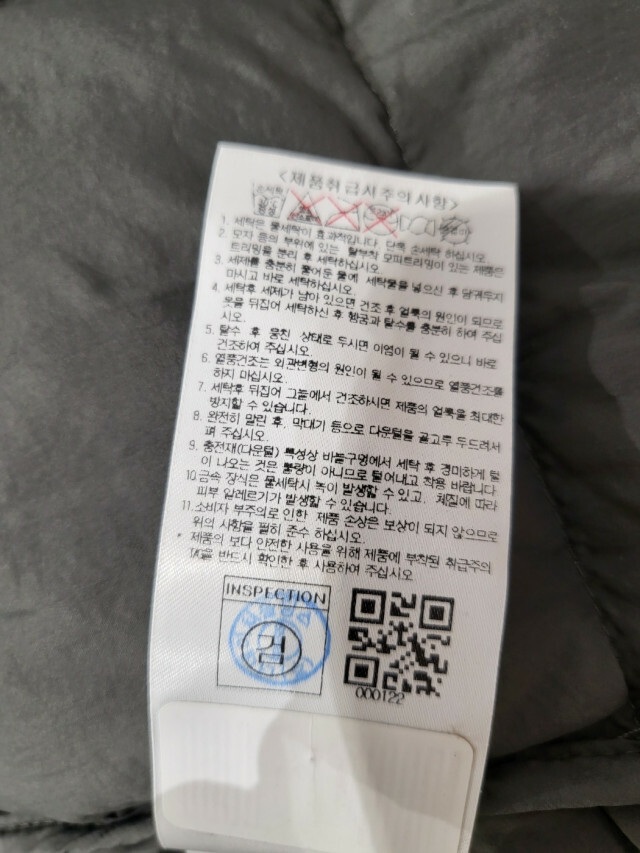 <제품취급시주의사항>
1. 세탁은 물세탁이 효과적입니다. 단독 손세탁 하십시오.
2. 모자 등의 부위에 있는 탈부착 모피트리밍이 있는 제품은
트리밍을 분리 후 세탁하십시오.
3. 세제를 충분히 풀어둔 물에 세탁물을 넣으신 후 담궈두지
마시고 바로 세탁하십시오.
4. 세탁후 세제가 남아 있으면 건조 후 얼룩의 원인이 되므로
옷을 뒤집어 세탁하신 후 헹굼과 탈수를 충분히 하여 주십
시오.
5. 탈수 후 뭉친 상태로 두시면 이염이 될 수 있으니 바로
건조하여 주십시오.
6. 열풍건조는 외관변형의 원인이 될 수 있으므로 열풍건조를
하지 마십시오.
7. 세탁후 뒤집어 그늘에서 건조하시면 제품의 얼룩을 최대한
방지할 수 있습니다.
8. 완전히 말린 후, 막대기 등으로 다운털을 골고루 두드려서
펴 주십시오.
9. 충전재(다운털) 특성상 바늘구멍에서 세탁 후 경미하게 털
이 나오는 것은 불량이 아니므로 털어내고 착용 바랍니다.
10.금속 장식은 물세탁시 녹이 발생할 수 있고, 체질에 따라
피부 알레르기가 발생할 수 있습니다.
11.소비자 부주의로 인한 제품 손상은 보상이 되지 않으므로
위의 사항을 필히 준수 하십시오.
* 제품의 보다 안전한 사용을 위해 제품에 부착된 취급주의
TAG을 반드시 확인한 후 사용하여 주십시오
INSPECTION
검
000122